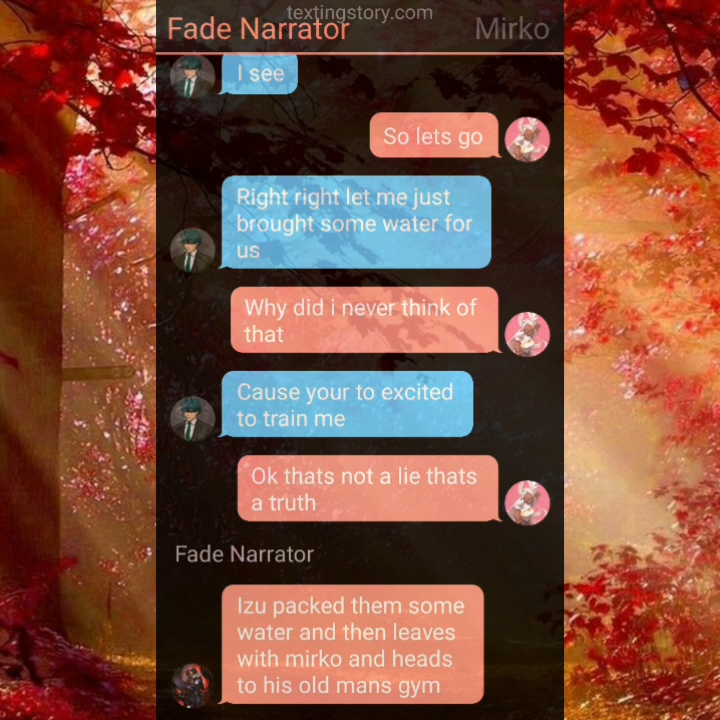 textingstory.com
Fade Narrator
Mirko
I see
So lets go
Right right let me just
brought some water for
us
Why did i never think of
that
Cause your to excited
to train me
Ok thats not a lie thats
a truth
Fade Narrator
Izu packed them some
water and then leaves
with mirko and heads
to his old mans gym